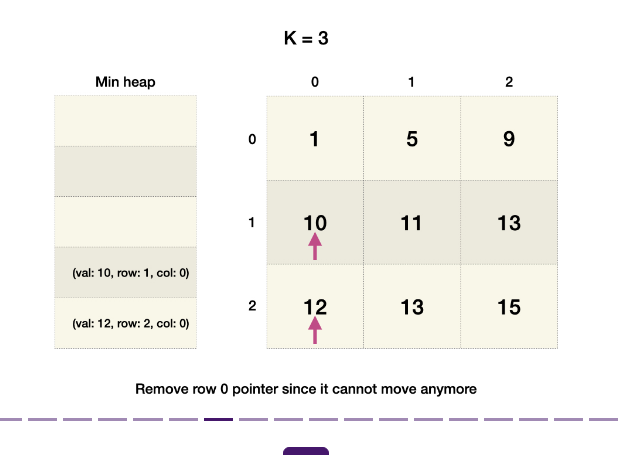 K = 3
Min heap
0 1 2
0 1 5 9
1 10 11 13
(val: 10, row: 1, col: 0)
2 12 13 15
(val: 12, row: 2, col: 0)
Remove row 0 pointer since it cannot move anymore